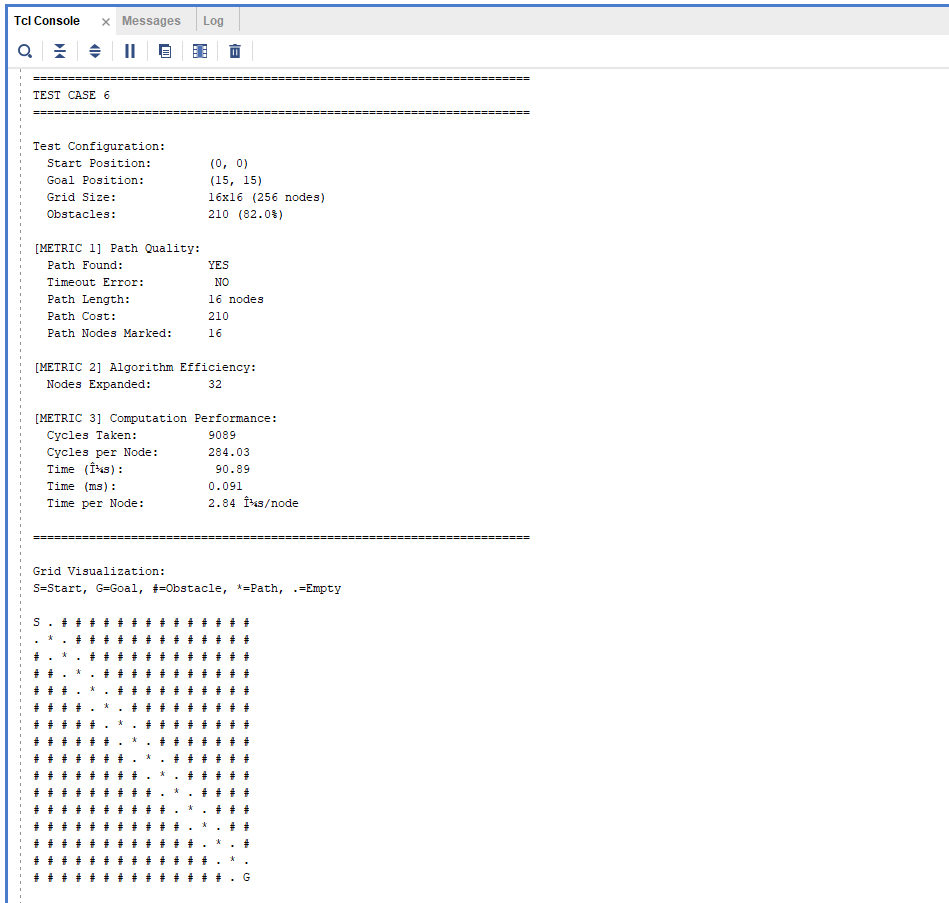 Tcl Console × Messages Log
======================================================================
TEST CASE 6
======================================================================
Test Configuration:
Start Position: (0, 0)
Goal Position: (15, 15)
Grid Size: 16x16 (256 nodes)
Obstacles: 210 (82.0%)
[METRIC 1] Path Quality:
Path Found: YES
Timeout Error: NO
Path Length: 16 nodes
Path Cost: 210
Path Nodes Marked: 16
[METRIC 2] Algorithm Efficiency:
Nodes Expanded: 32
[METRIC 3] Computation Performance:
Cycles Taken: 9089
Cycles per Node: 284.03
Time (Î¼s): 90.89
Time (ms): 0.091
Time per Node: 2.84 Î¼s/node
======================================================================
Grid Visualization:
S=Start, G=Goal, #=Obstacle, *=Path, .=Empty
S . # # # # # # # # # # # # # #
. * . # # # # # # # # # # # # #
# . * . # # # # # # # # # # # #
# # . * . # # # # # # # # # # #
# # # . * . # # # # # # # # # #
# # # # . * . # # # # # # # # #
# # # # # . * . # # # # # # # #
# # # # # # . * . # # # # # # #
# # # # # # # . * . # # # # # #
# # # # # # # # . * . # # # # #
# # # # # # # # # . * . # # # #
# # # # # # # # # # . * . # # #
# # # # # # # # # # # . * . # #
# # # # # # # # # # # # . * . #
# # # # # # # # # # # # # . * .
# # # # # # # # # # # # # # . G